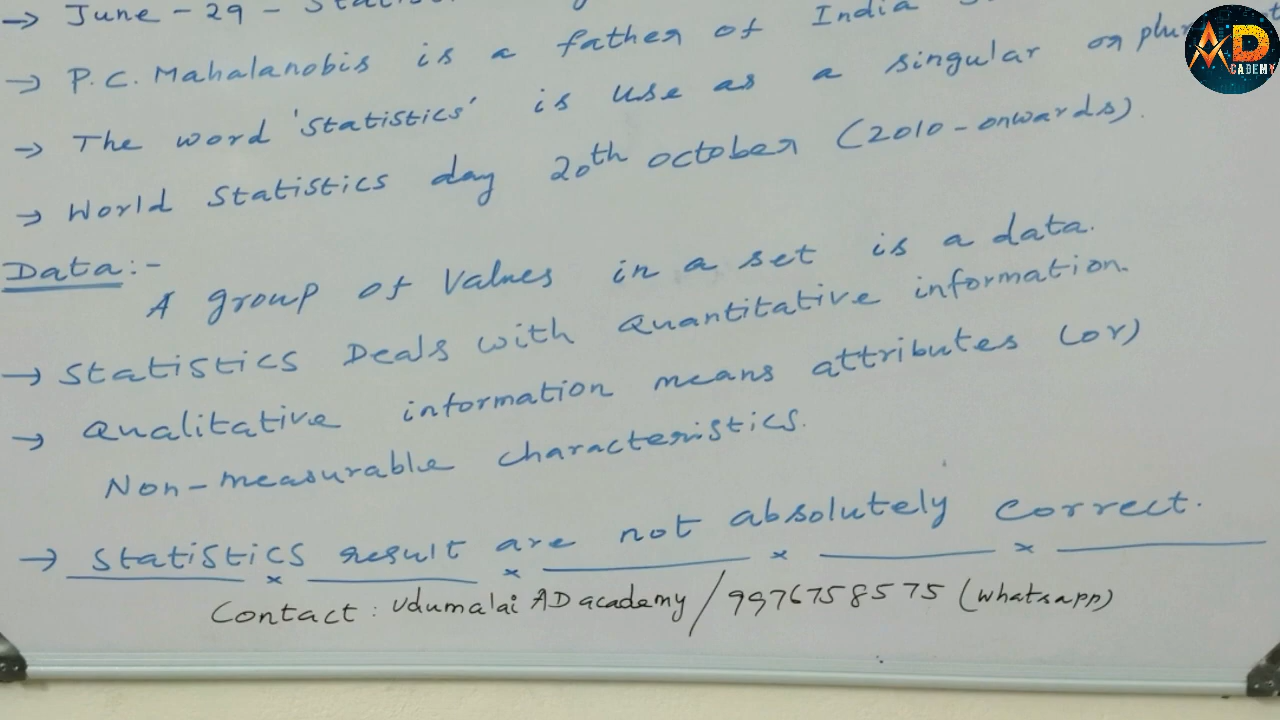 → June - 29 -
→ P.C. Mahalanobis is a father of India
→ The word 'Statistics' is use as a singular or
→ World Statistics day 20th october (2010 - onwards).
Data:-
A group of Values in a set is a data.
→ Statistics Deals with Quantitative information.
→ Qualitative information means attributes (or)
Non-measurable characteristics.
→ Statistics result are not absolutely correct.
Contact : Udumalai AD academy / 9976758575 (whatsapp)
AD
ACADEMY